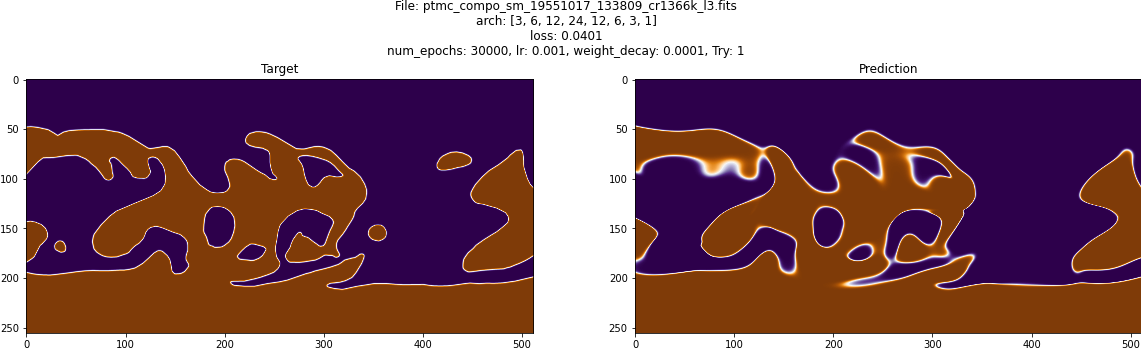 File: ptmc_compo_sm_19551017_133809_cr1366k_l3.fits
arch: [3, 6, 12, 24, 12, 6, 3, 1]
loss: 0.0401
num_epochs: 30000, lr: 0.001, weight_decay: 0.0001, Try: 1
Target
0
50
100
150
200
250
0 100 200 300 400 500
Prediction
0
50
100
150
200
250
0 100 200 300 400 500